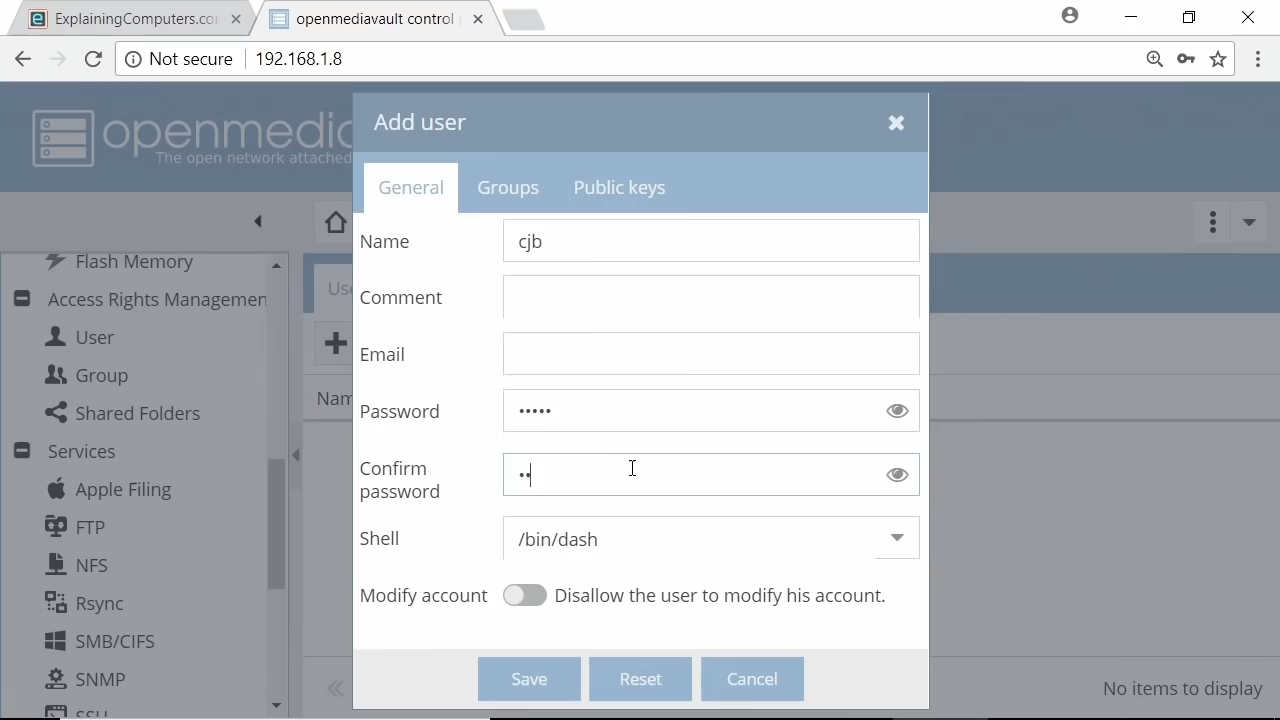 ExplainingComputers.co
openmediavault control
Not secure
192.168.1.8
openmedia
The open network attached
Add user
General
Groups
Public keys
Name
cjb
Comment
Email
Password
•••••
Confirm
password
••
Shell
/bin/dash
Modify account
Disallow the user to modify his account.
Save
Reset
Cancel
Flash Memory
Access Rights Managemen
User
Group
Shared Folders
Services
Apple Filing
FTP
NFS
Rsync
SMB/CIFS
SNMP
SSH
Use
Nam
No items to display